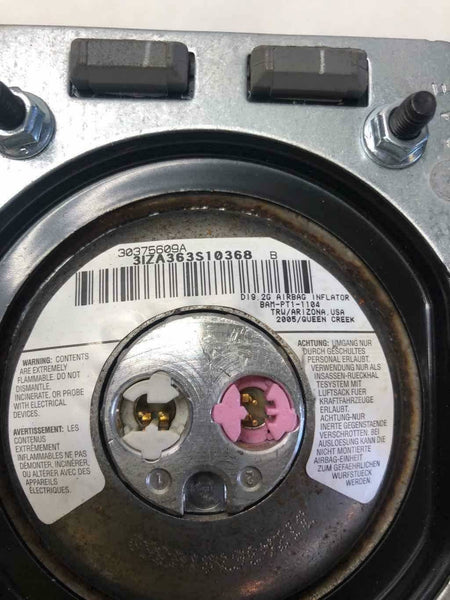 30375609A
3IZA363S10368 B
DI9.2G AIRBAG INFLATOR
BAM-PT1-1104
TRW/ARIZONA,USA
2005/QUEEN CREEK
WARNING: CONTENTS
ARE EXTREMELY
FLAMMABLE. DO NOT
DISMANTLE,
INCINERATE, OR PROBE
WITH ELECTRICAL
DEVICES.
AVERTISSEMENT: LES
CONTENUS
EXTRÊMEMENT
INFLAMMABLES NE PAS
DÉMONTER, INCINÉRER,
OU ALTÉRER AVEC DES
APPAREILS
ÉLECTRIQUES.
ACHTUNG: UMGANG NUR
DURCH GESCHULTES
PERSONAL ERLAUBT.
VERWENDUNG NUR ALS
INSASSEN-RUECKHAL
TESYSTEM MIT
LUFTSACK FUER
KRAFTFAHRZEUGE
ERLAUBT.
ACHTUNG-NUR
INERTE GEGENSTAENDE
VERSCHROTTEN. BEI
AUSLOESUNG KANN DIE
NICHT MONTIERTE
AIRBAG-EINHEIT
ZUM GEFAEHRLICHEN
WURFSTUECK
WERDEN.
1